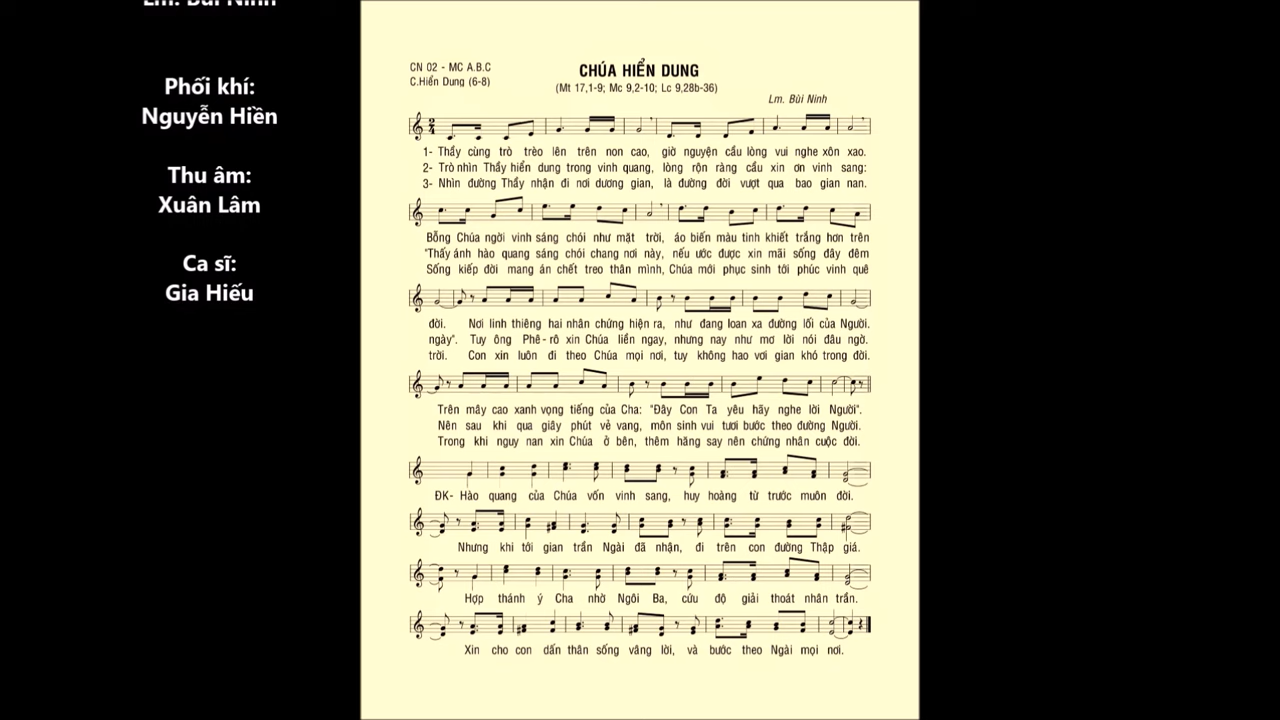 Lm. Bùi Ninh
Phối khí:
Nguyễn Hiền
Thu âm:
Xuân Lâm
Ca sĩ:
Gia Hiếu
CN 02 - MC A.B.C
C.Hiển Dung (6-8)
CHÚA HIỂN DUNG
(Mt 17,1-9; Mc 9,2-10; Lc 9,28b-36)
Lm. Bùi Ninh
1- Thầy cùng trò trèo lên trên non cao, giờ nguyện cầu lòng vui nghe xôn xao.
2- Trò nhìn Thầy hiển dung trong vinh quang, lòng rộn ràng cầu xin ơn vinh sang:
3- Nhìn đường Thầy nhận đi nơi dương gian, là đường đời vượt qua bao gian nan.
Bỗng Chúa ngời vinh sáng chói như mặt trời, áo biến màu tinh khiết trắng hơn trên
"Thấy ánh hào quang sáng chói chang nơi này, nếu ước được xin mãi sống đây đêm
Sống kiếp đời mang án chết treo thân mình, Chúa mới phục sinh tới phúc vinh quê
đời. Nơi linh thiêng hai nhân chứng hiện ra, như đang loan xa đường lối của Người.
ngày". Tuy ông Phê-rô xin Chúa liền ngay, nhưng nay như mơ lời nói đâu ngờ.
trời. Con xin luôn đi theo Chúa mọi nơi, tuy không hao vơi gian khó trong đời.
Trên mây cao xanh vọng tiếng của Cha: "Đây Con Ta yêu hãy nghe lời Người".
Nên sau khi qua giây phút vẻ vang, môn sinh vui tươi bước theo đường Người.
Trong khi nguy nan xin Chúa ở bên, thêm hăng say nên chứng nhân cuộc đời.
ĐK- Hào quang của Chúa vốn vinh sang, huy hoàng từ trước muôn đời.
Nhưng khi tới gian trần Ngài đã nhận, đi trên con đường Thập giá.
Hợp thánh ý Cha nhờ Ngôi Ba, cứu độ giải thoát nhân trần.
Xin cho con dấn thân sống vâng lời, và bước theo Ngài mọi nơi.